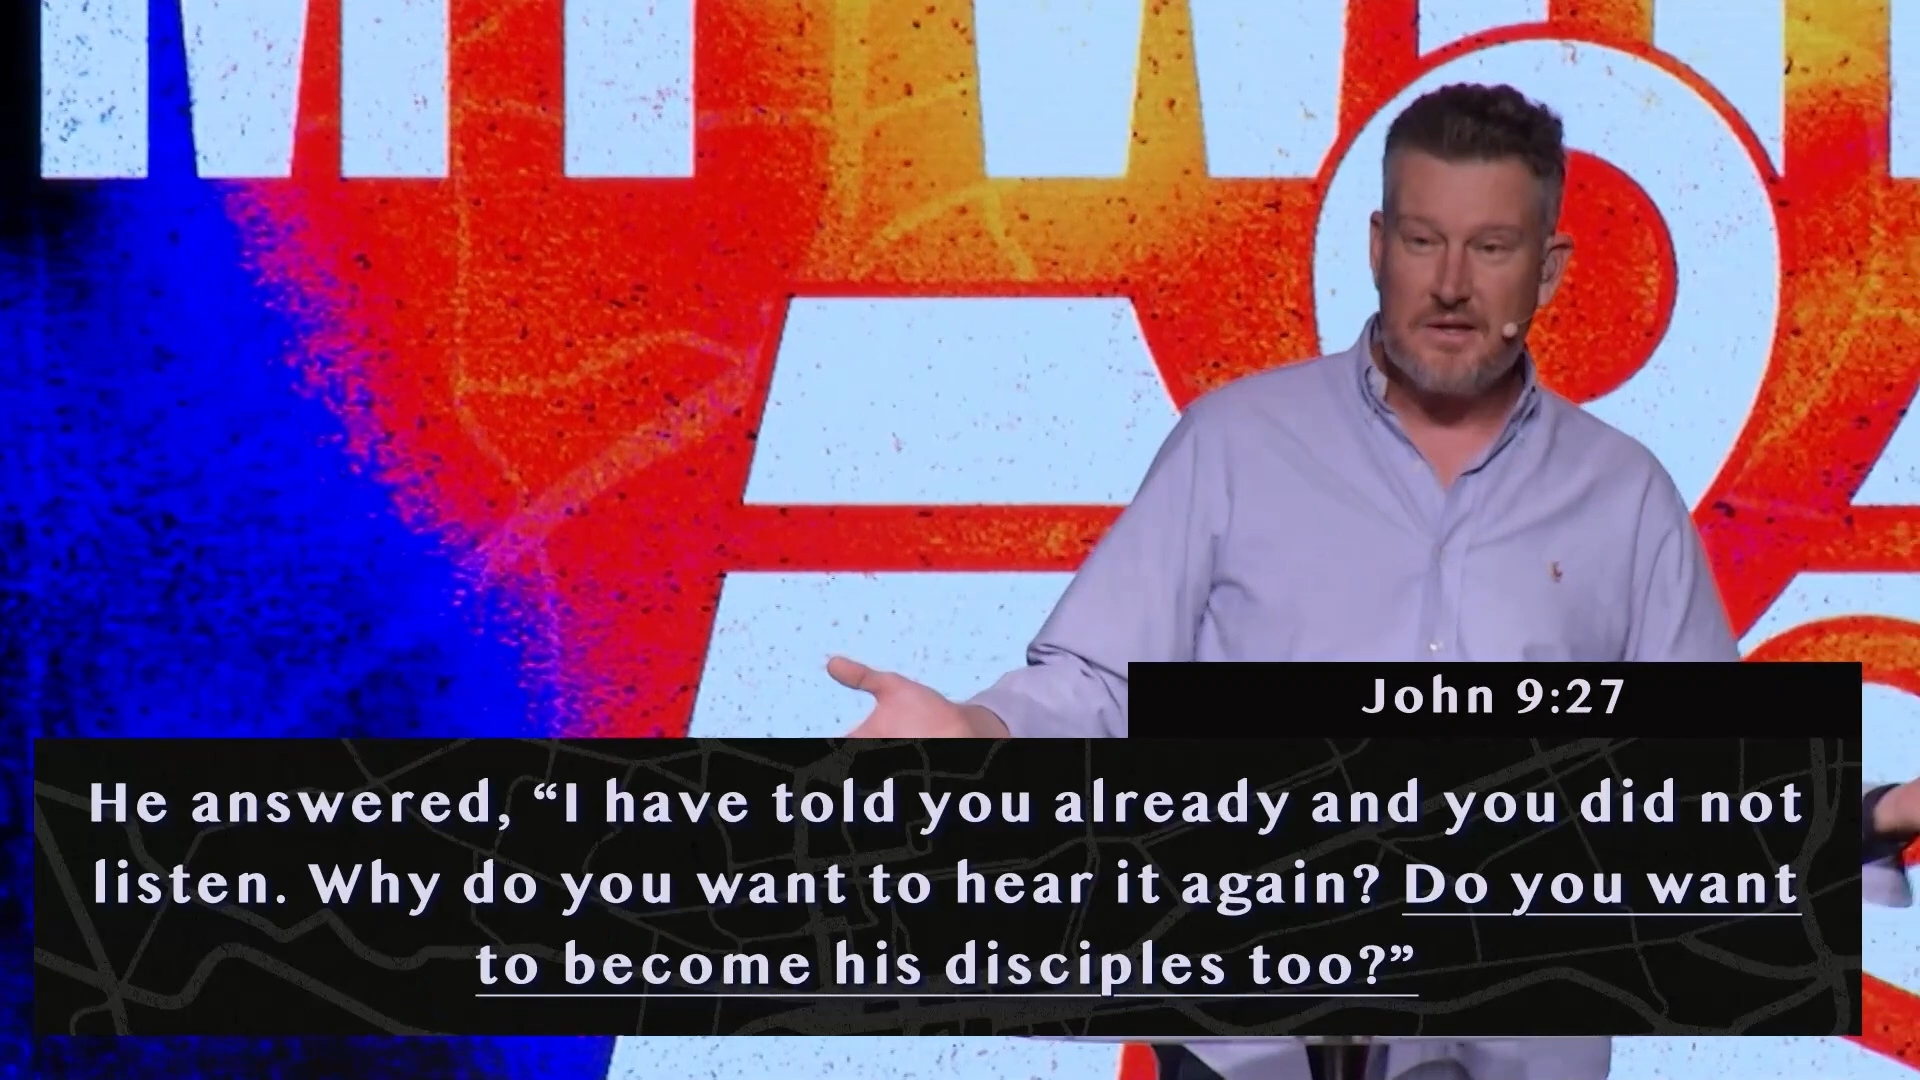 John 9:27
He answered, “I have told you already and you did not
listen. Why do you want to hear it again? Do you want
to become his disciples too?”